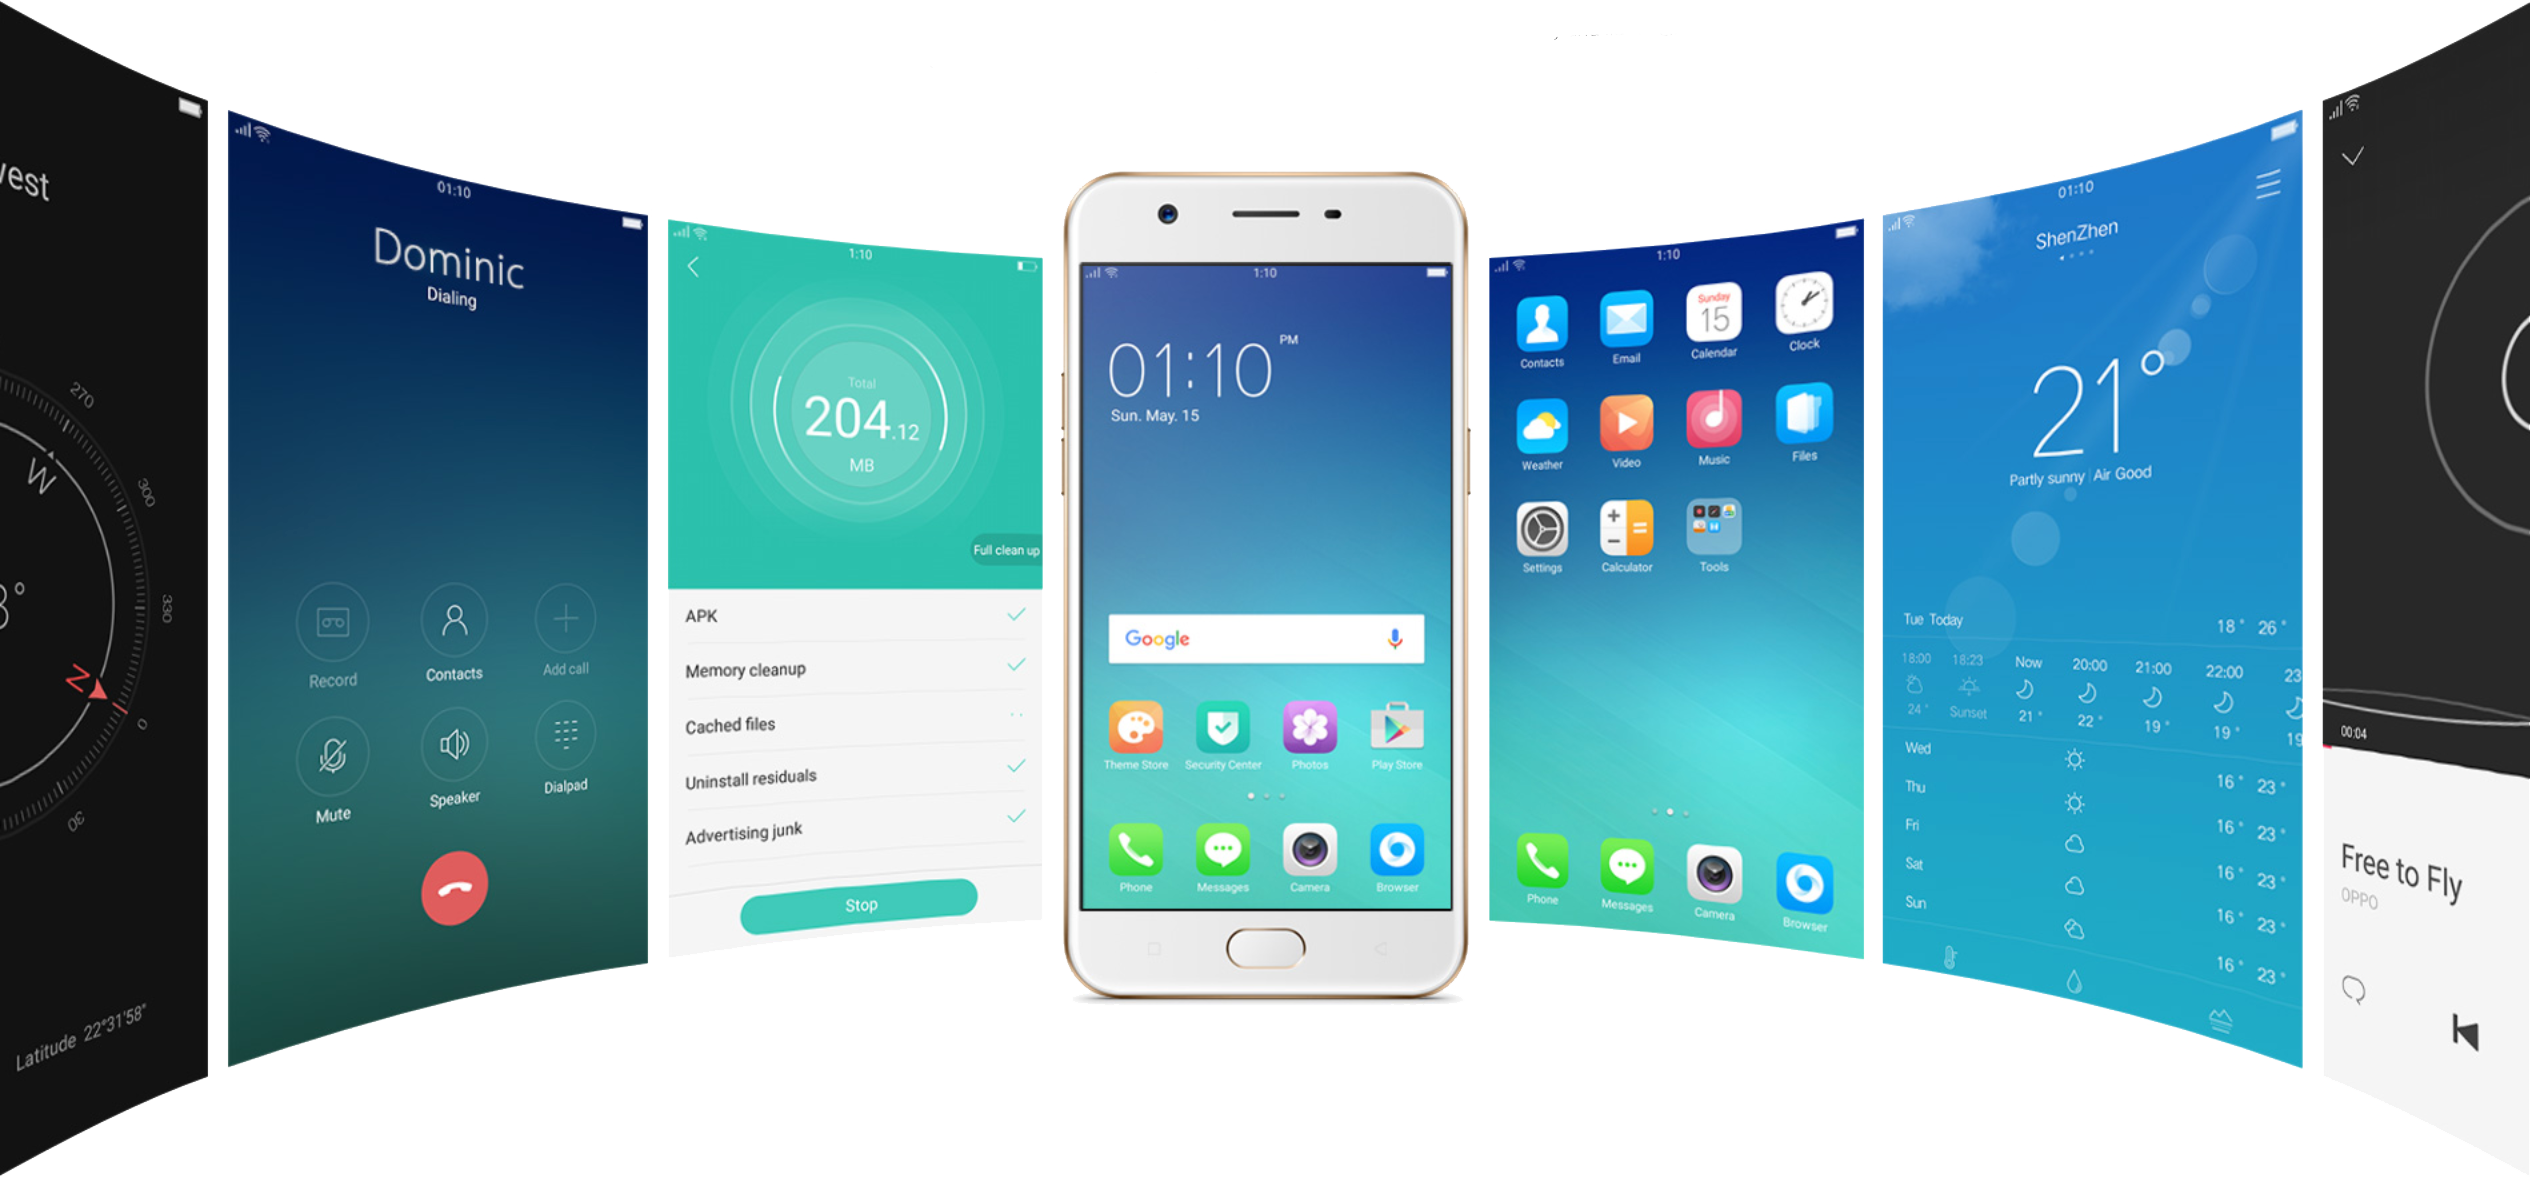 west
270
W
300
3°
330
N
0
30
Latitude 22°31'58"
01:10
Dominic
Dialing
Record
Contacts
Add call
Mute
Speaker
Dialpad
1:10
Total
204.12
MB
Full clean up
APK
Memory cleanup
Cached files
Uninstall residuals
Advertising junk
Stop
1:10
01:10 PM
Sun. May. 15
Google
Theme Store Security Center Photos Play Store
Phone Messages Camera Browser
1:10
Sunday
15
Contacts Email Calendar Clock
Weather Video Music Files
Settings Calculator Tools
Phone Messages Camera Browser
01:10
ShenZhen
21°
Partly sunny | Air Good
Tue Today 18° 26°
18:00 18:23 Now 20:00 21:00 22:00 23
24° Sunset 21° 22° 19° 19° 19
Wed 16° 23°
Thu 16° 23°
Fri 16° 23°
Sat 16° 23°
Sun 16° 23°
00:04
Free to Fly
OPPO